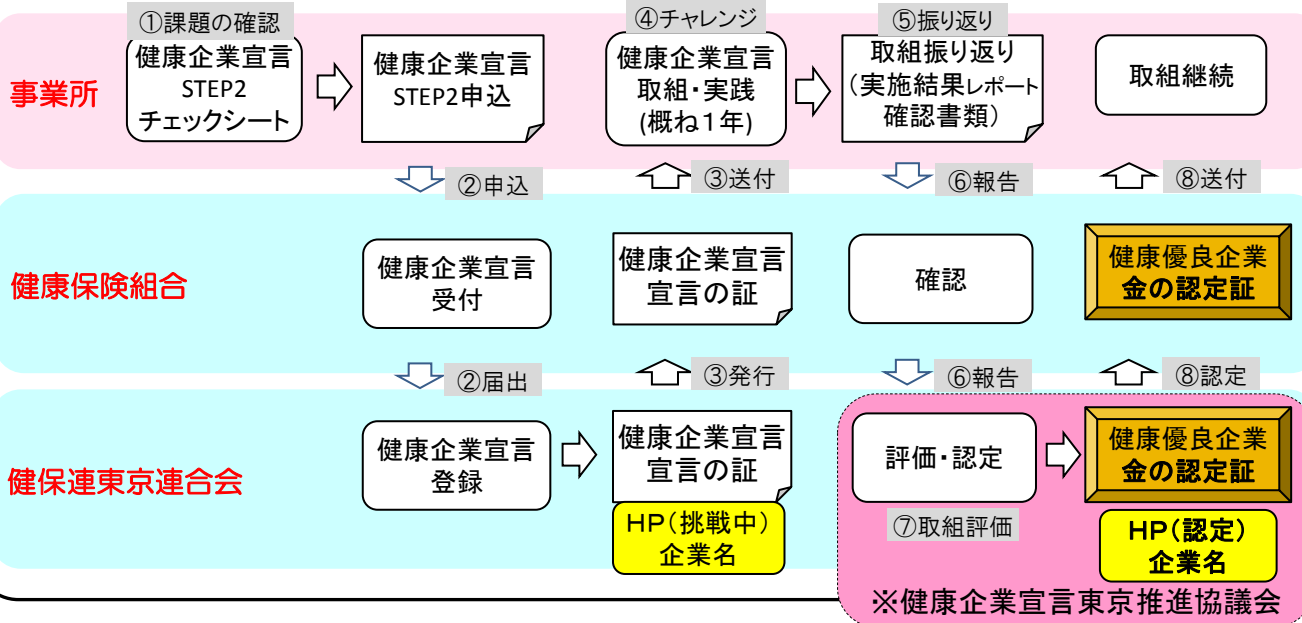 ①課題の確認
④チャレンジ
⑤振り返り
事業所
健康企業宣言
STEP2
チェックシート
健康企業宣言
STEP2申込
健康企業宣言
取組・実践
(概ね1年)
取組振り返り
(実施結果レポート
確認書類)
取組継続
②申込
③送付
⑥報告
⑧送付
健康保険組合
健康企業宣言
受付
健康企業宣言
宣言の証
確認
健康優良企業
金の認定証
②届出
③発行
⑥報告
⑧認定
健保連東京連合会
健康企業宣言
登録
健康企業宣言
宣言の証
HP(挑戦中)
企業名
評価・認定
⑦取組評価
健康優良企業
金の認定証
HP(認定)
企業名
※健康企業宣言東京推進協議会